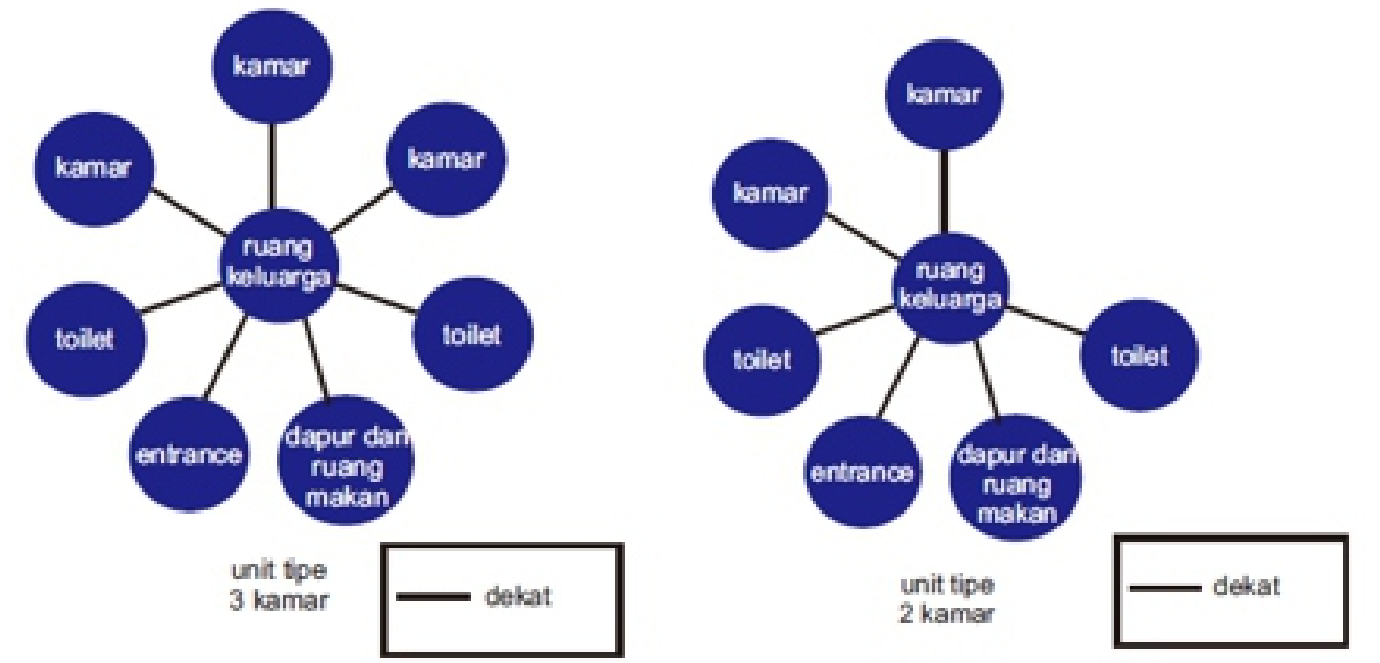 kamar
kamar
kamar
ruang
keluarga
toilet
toilet
entrance
dapur dan
ruang
makan
unit tipe
3 kamar
dekat
kamar
kamar
ruang
keluarga
toilet
toilet
entrance
dapur dan
ruang
makan
unit tipe
2 kamar
dekat